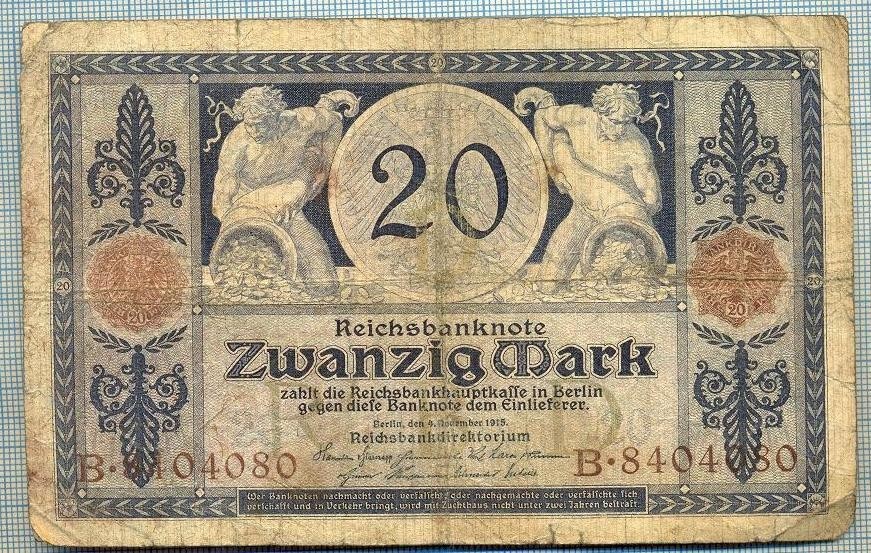 20
20
20
20
20
20
Reichsbanknote
Zwanzig Mark
zahlt die Reichsbankhauptkasse in Berlin
gegen diese Banknote dem Einlieferer.
Berlin, den 4. November 1915.
Reichsbankdirektorium
B·8404080 B·8404080
Wer Banknoten nachmacht oder verfälscht, oder nachgemachte oder verfälschte sich
verschafft und in Verkehr bringt, wird mit Zuchthaus nicht unter zwei Jahren bestraft.